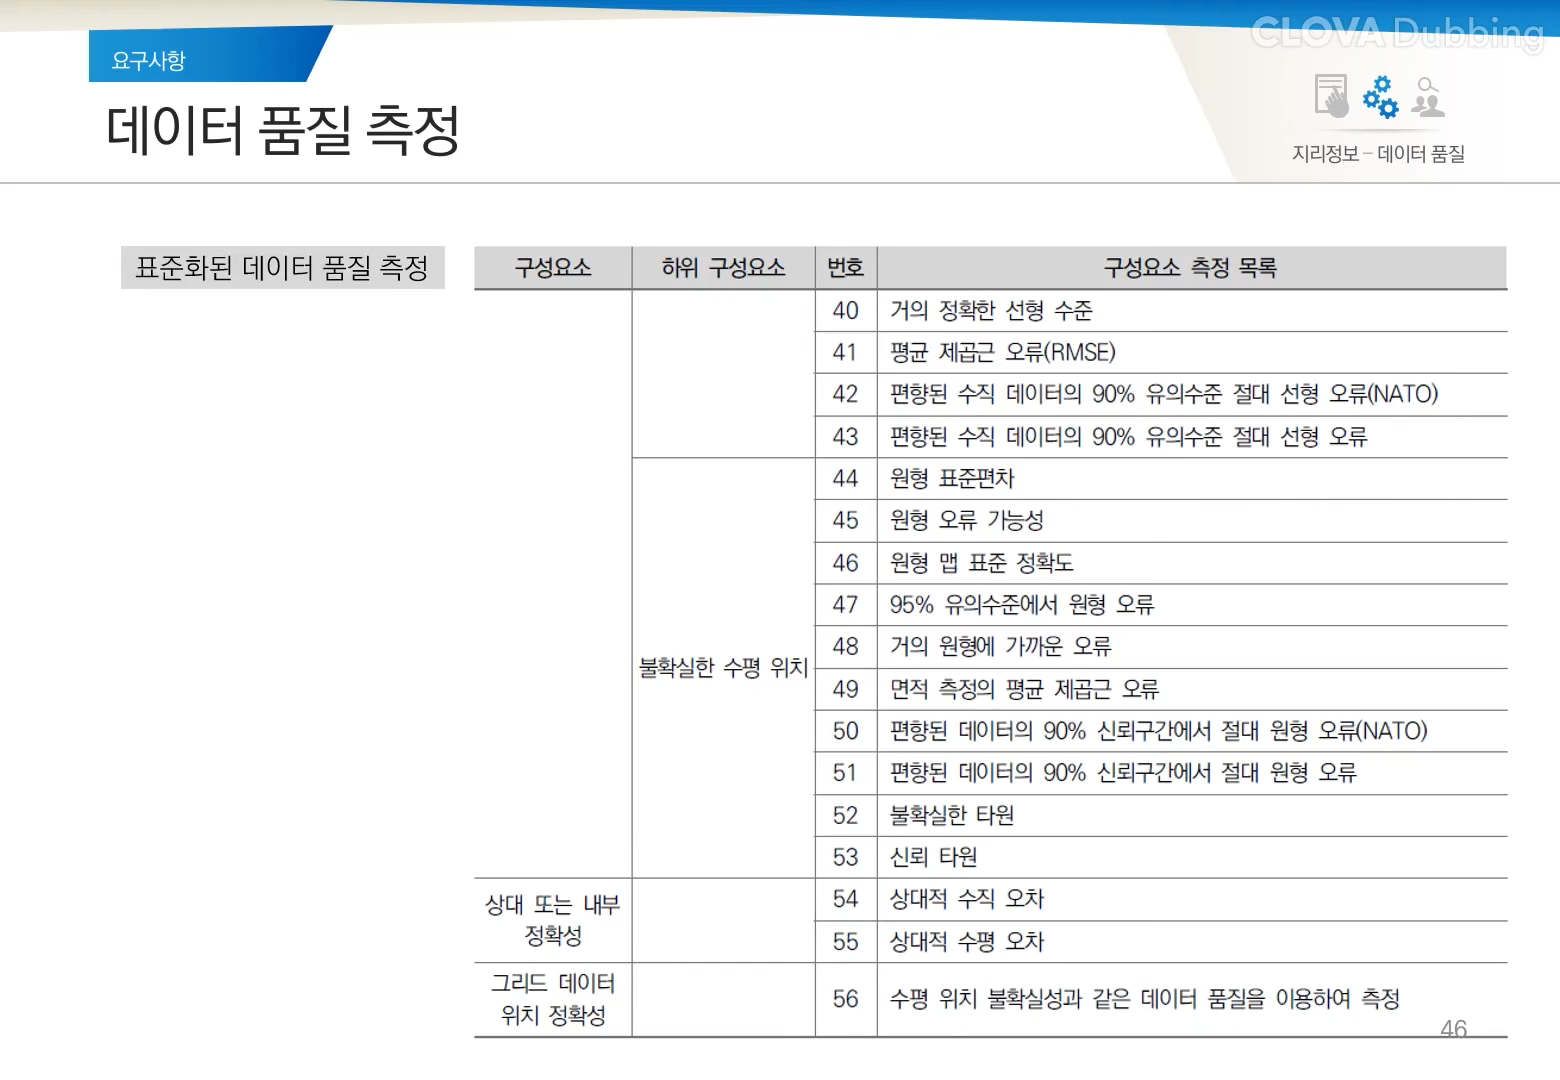 CLOVA Dubbing
요구사항
데이터 품질 측정
지리정보 – 데이터 품질
표준화된 데이터 품질 측정
구성요소 하위 구성요소 번호 구성요소 측정 목록
40 거의 정확한 선형 수준
41 평균 제곱근 오류(RMSE)
42 편향된 수직 데이터의 90% 유의수준 절대 선형 오류(NATO)
43 편향된 수직 데이터의 90% 유의수준 절대 선형 오류
불확실한 수평 위치
44 원형 표준편차
45 원형 오류 가능성
46 원형 맵 표준 정확도
47 95% 유의수준에서 원형 오류
48 거의 원형에 가까운 오류
49 면적 측정의 평균 제곱근 오류
50 편향된 데이터의 90% 신뢰구간에서 절대 원형 오류(NATO)
51 편향된 데이터의 90% 신뢰구간에서 절대 원형 오류
52 불확실한 타원
53 신뢰 타원
상대 또는 내부
정확성
54 상대적 수직 오차
55 상대적 수평 오차
그리드 데이터
위치 정확성
56 수평 위치 불확실성과 같은 데이터 품질을 이용하여 측정
46